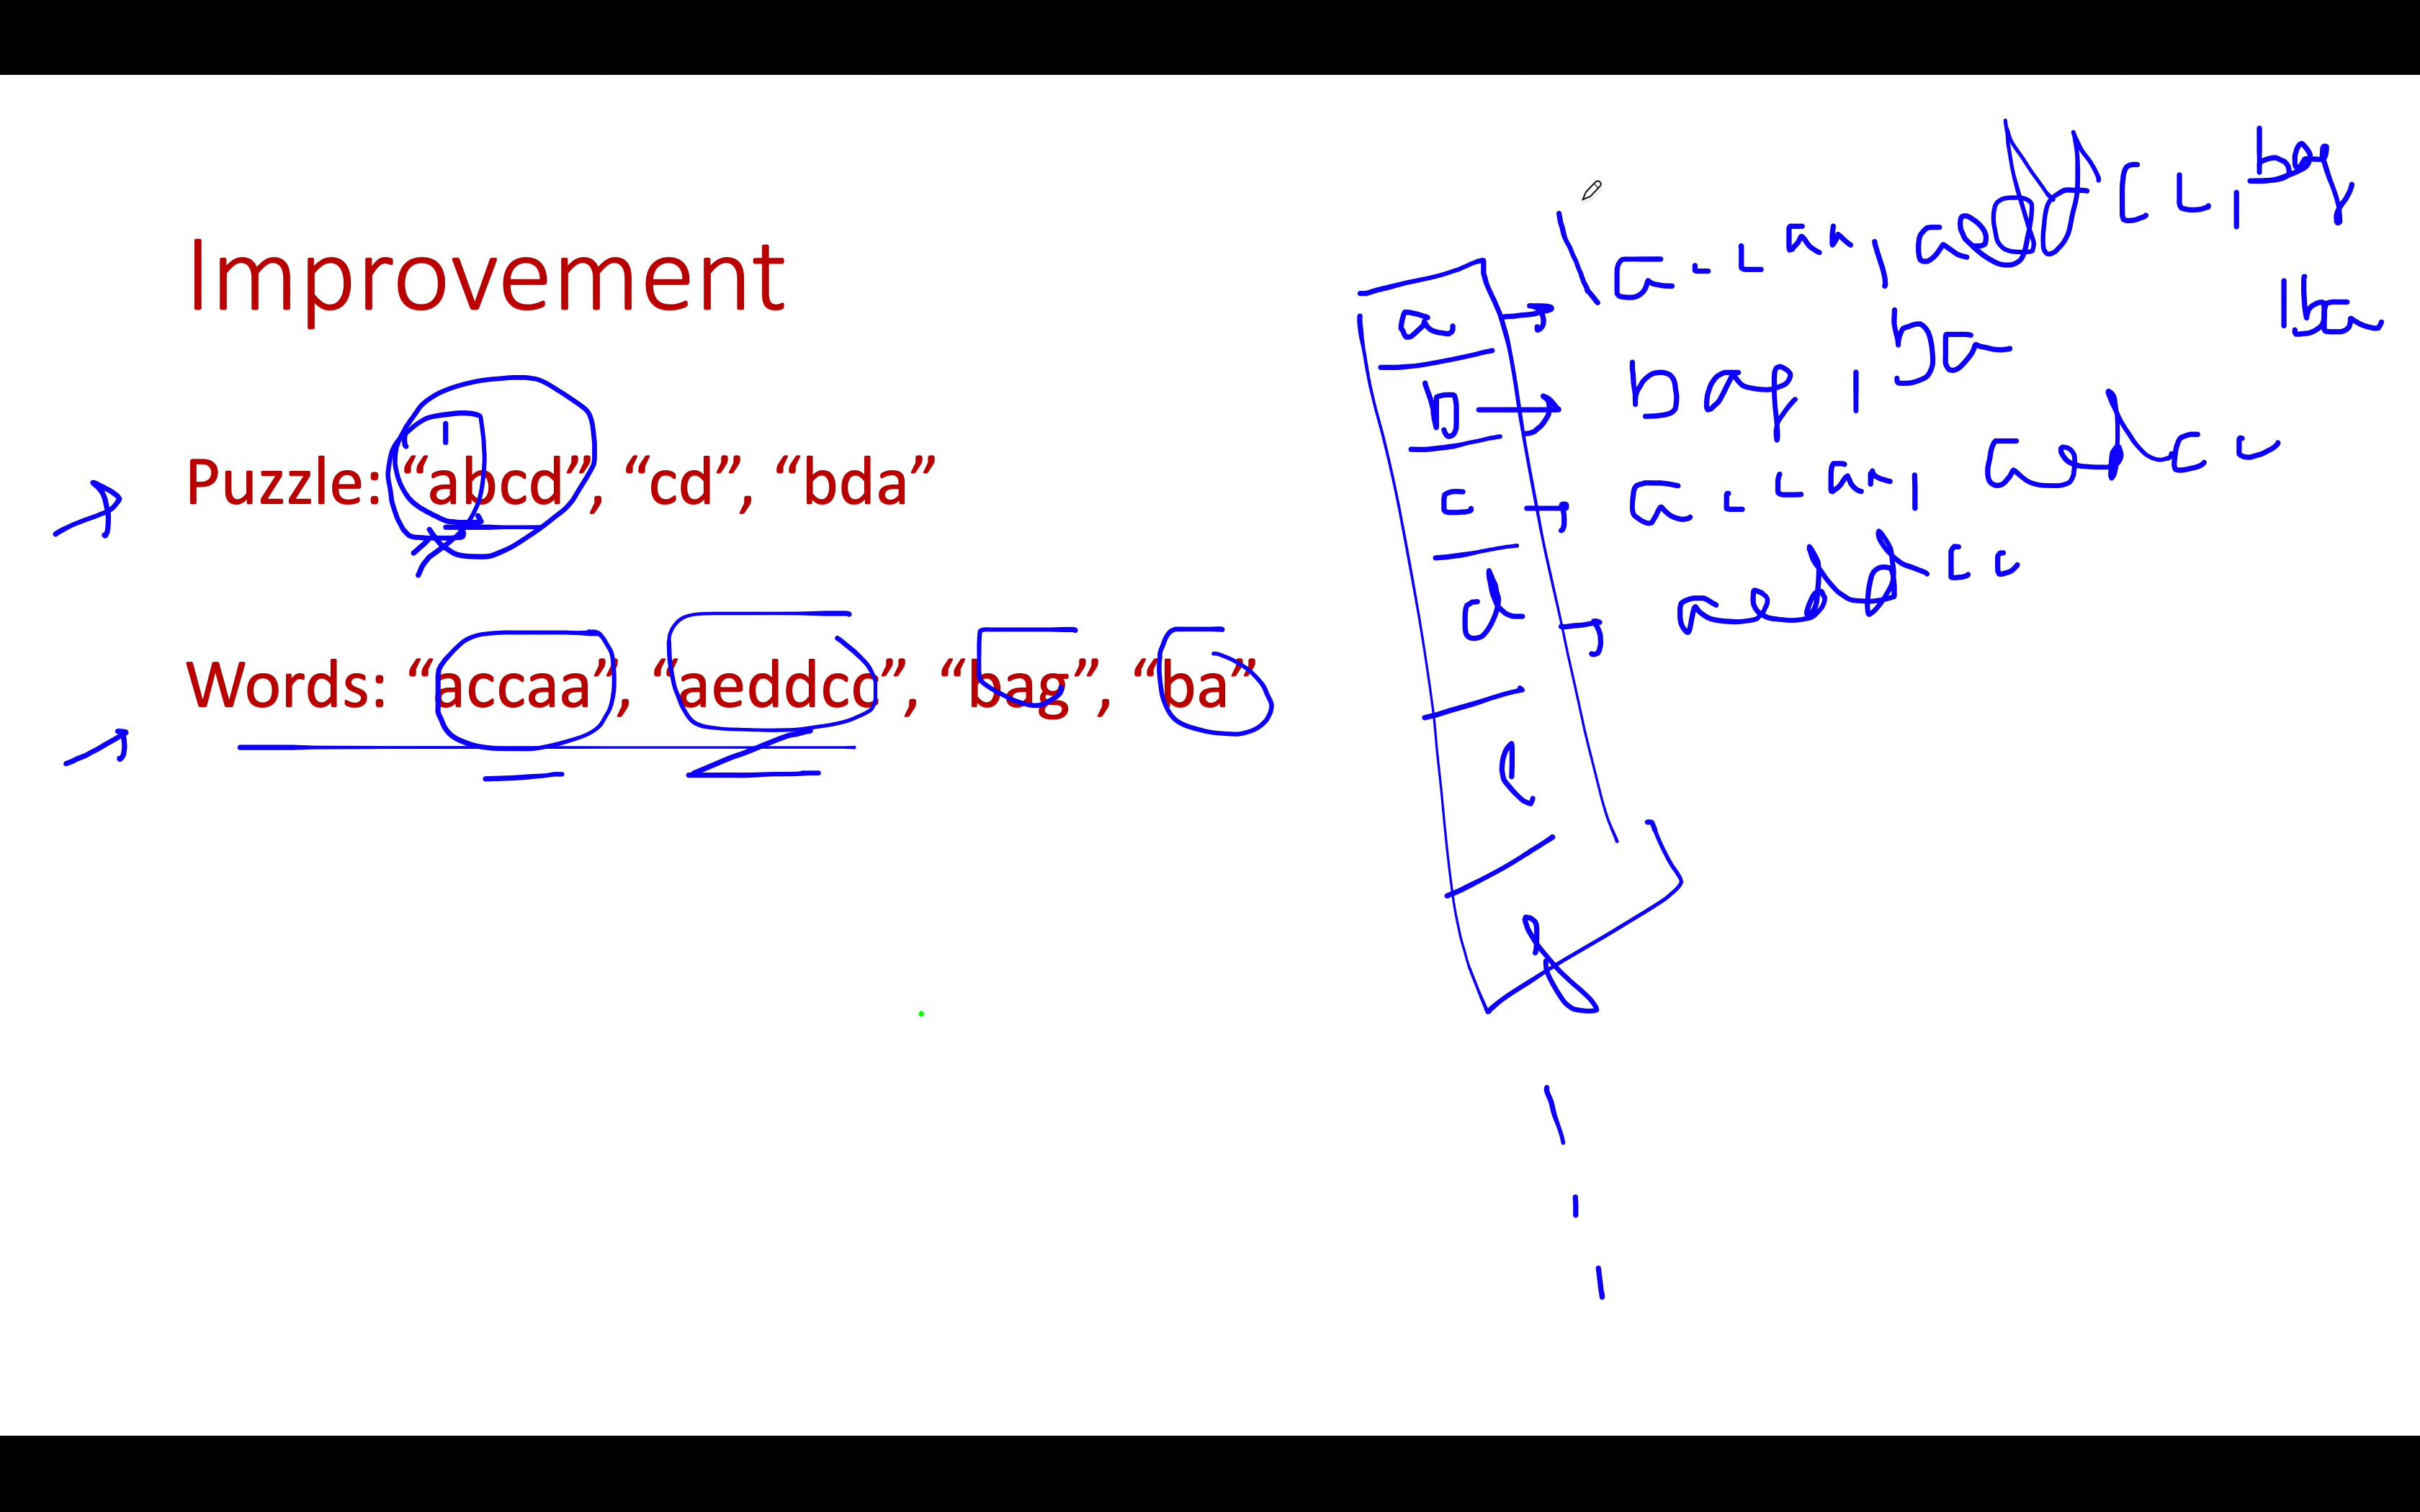 Improvement
Puzzle: “abcd”, “cd”, “bda”
Words: “accaa”, “aeddcc”, “bag”, “ba”
a → accaa, aeddcc, bag, ba
b → bag, ba
c → accaa, aeddcc
d → aeddcc
e